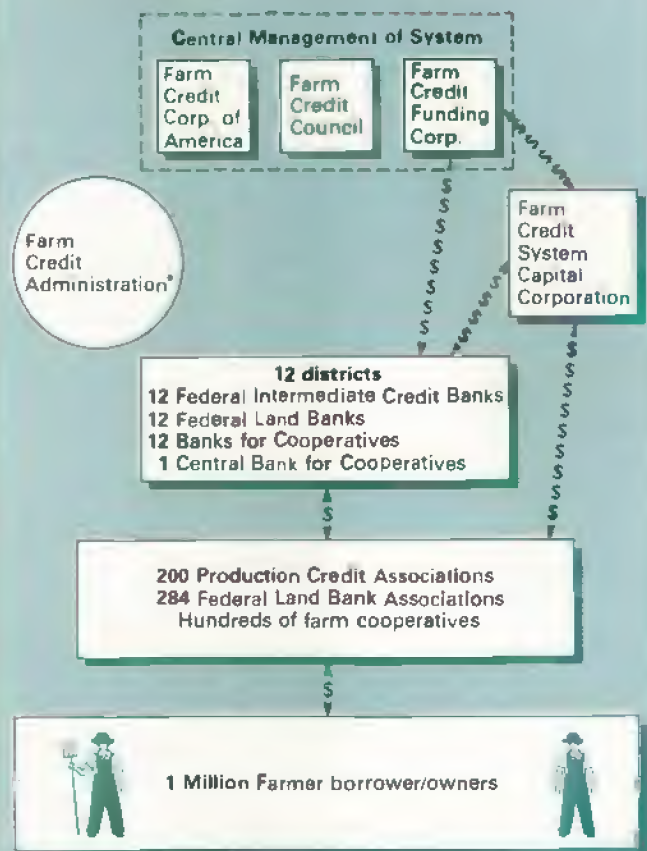 Central Management of System
Farm
Credit
Corp. of
America
Farm
Credit
Council
Farm
Credit
Funding
Corp.
Farm
Credit
Administration*
Farm
Credit
System
Capital
Corporation
$ $ $ $ $
$ $ $ $ $ $ $ $ $
$ $ $ $ $
$ $ $ $ $ $ $ $ $ $
12 districts
12 Federal Intermediate Credit Banks
12 Federal Land Banks
12 Banks for Cooperatives
1 Central Bank for Cooperatives
$
200 Production Credit Associations
284 Federal Land Bank Associations
Hundreds of farm cooperatives
$
1 Million Farmer borrower/owners